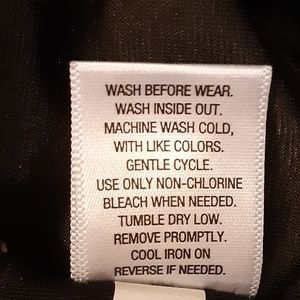 WASH BEFORE WEAR.
WASH INSIDE OUT.
MACHINE WASH COLD,
WITH LIKE COLORS.
GENTLE CYCLE.
USE ONLY NON-CHLORINE
BLEACH WHEN NEEDED.
TUMBLE DRY LOW.
REMOVE PROMPTLY.
COOL IRON ON
REVERSE IF NEEDED.